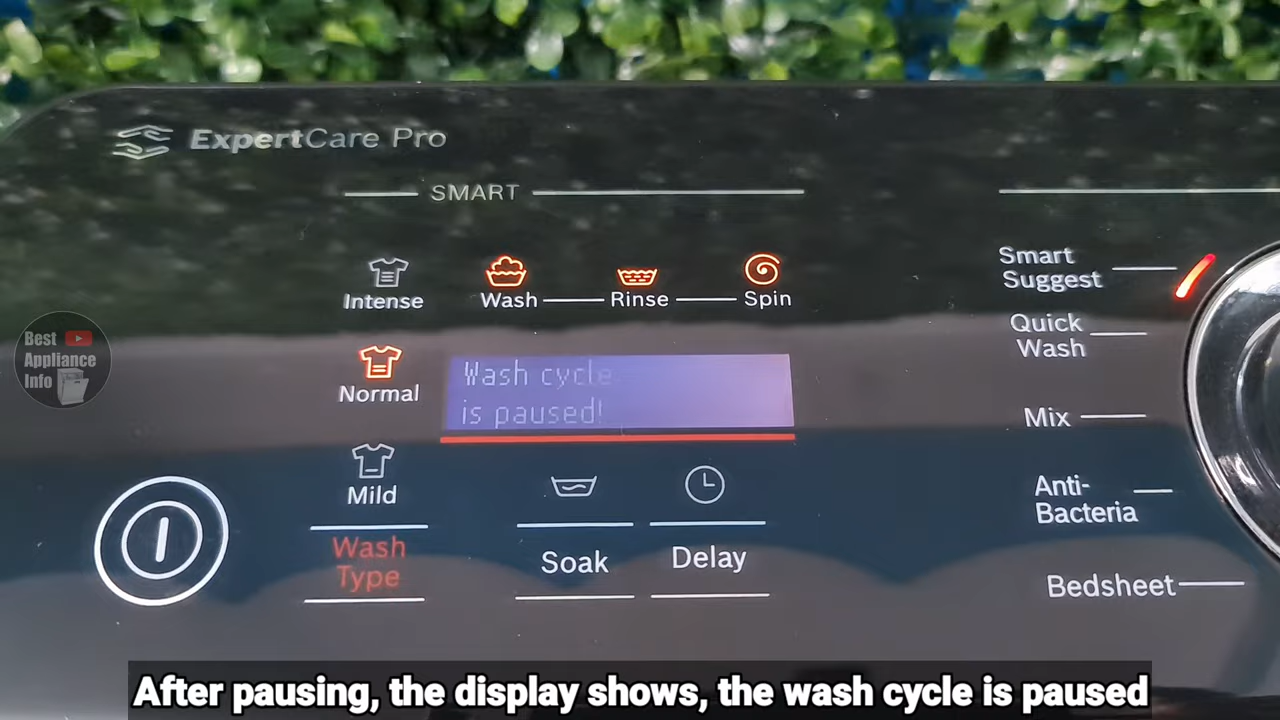 ExpertCare Pro
SMART
Intense
Wash
Rinse
Spin
Smart
Suggest
Quick
Wash
Best
Appliance
Info
Normal
Wash cycle
is paused!
Mix
Mild
Anti-
Bacteria
Wash
Type
Soak
Delay
Bedsheet
After pausing, the display shows, the wash cycle is paused